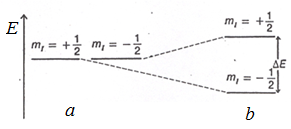 E
m_I = +1/2
m_I = -1/2
m_I = +1/2
ΔE
m_I = -1/2
a
b